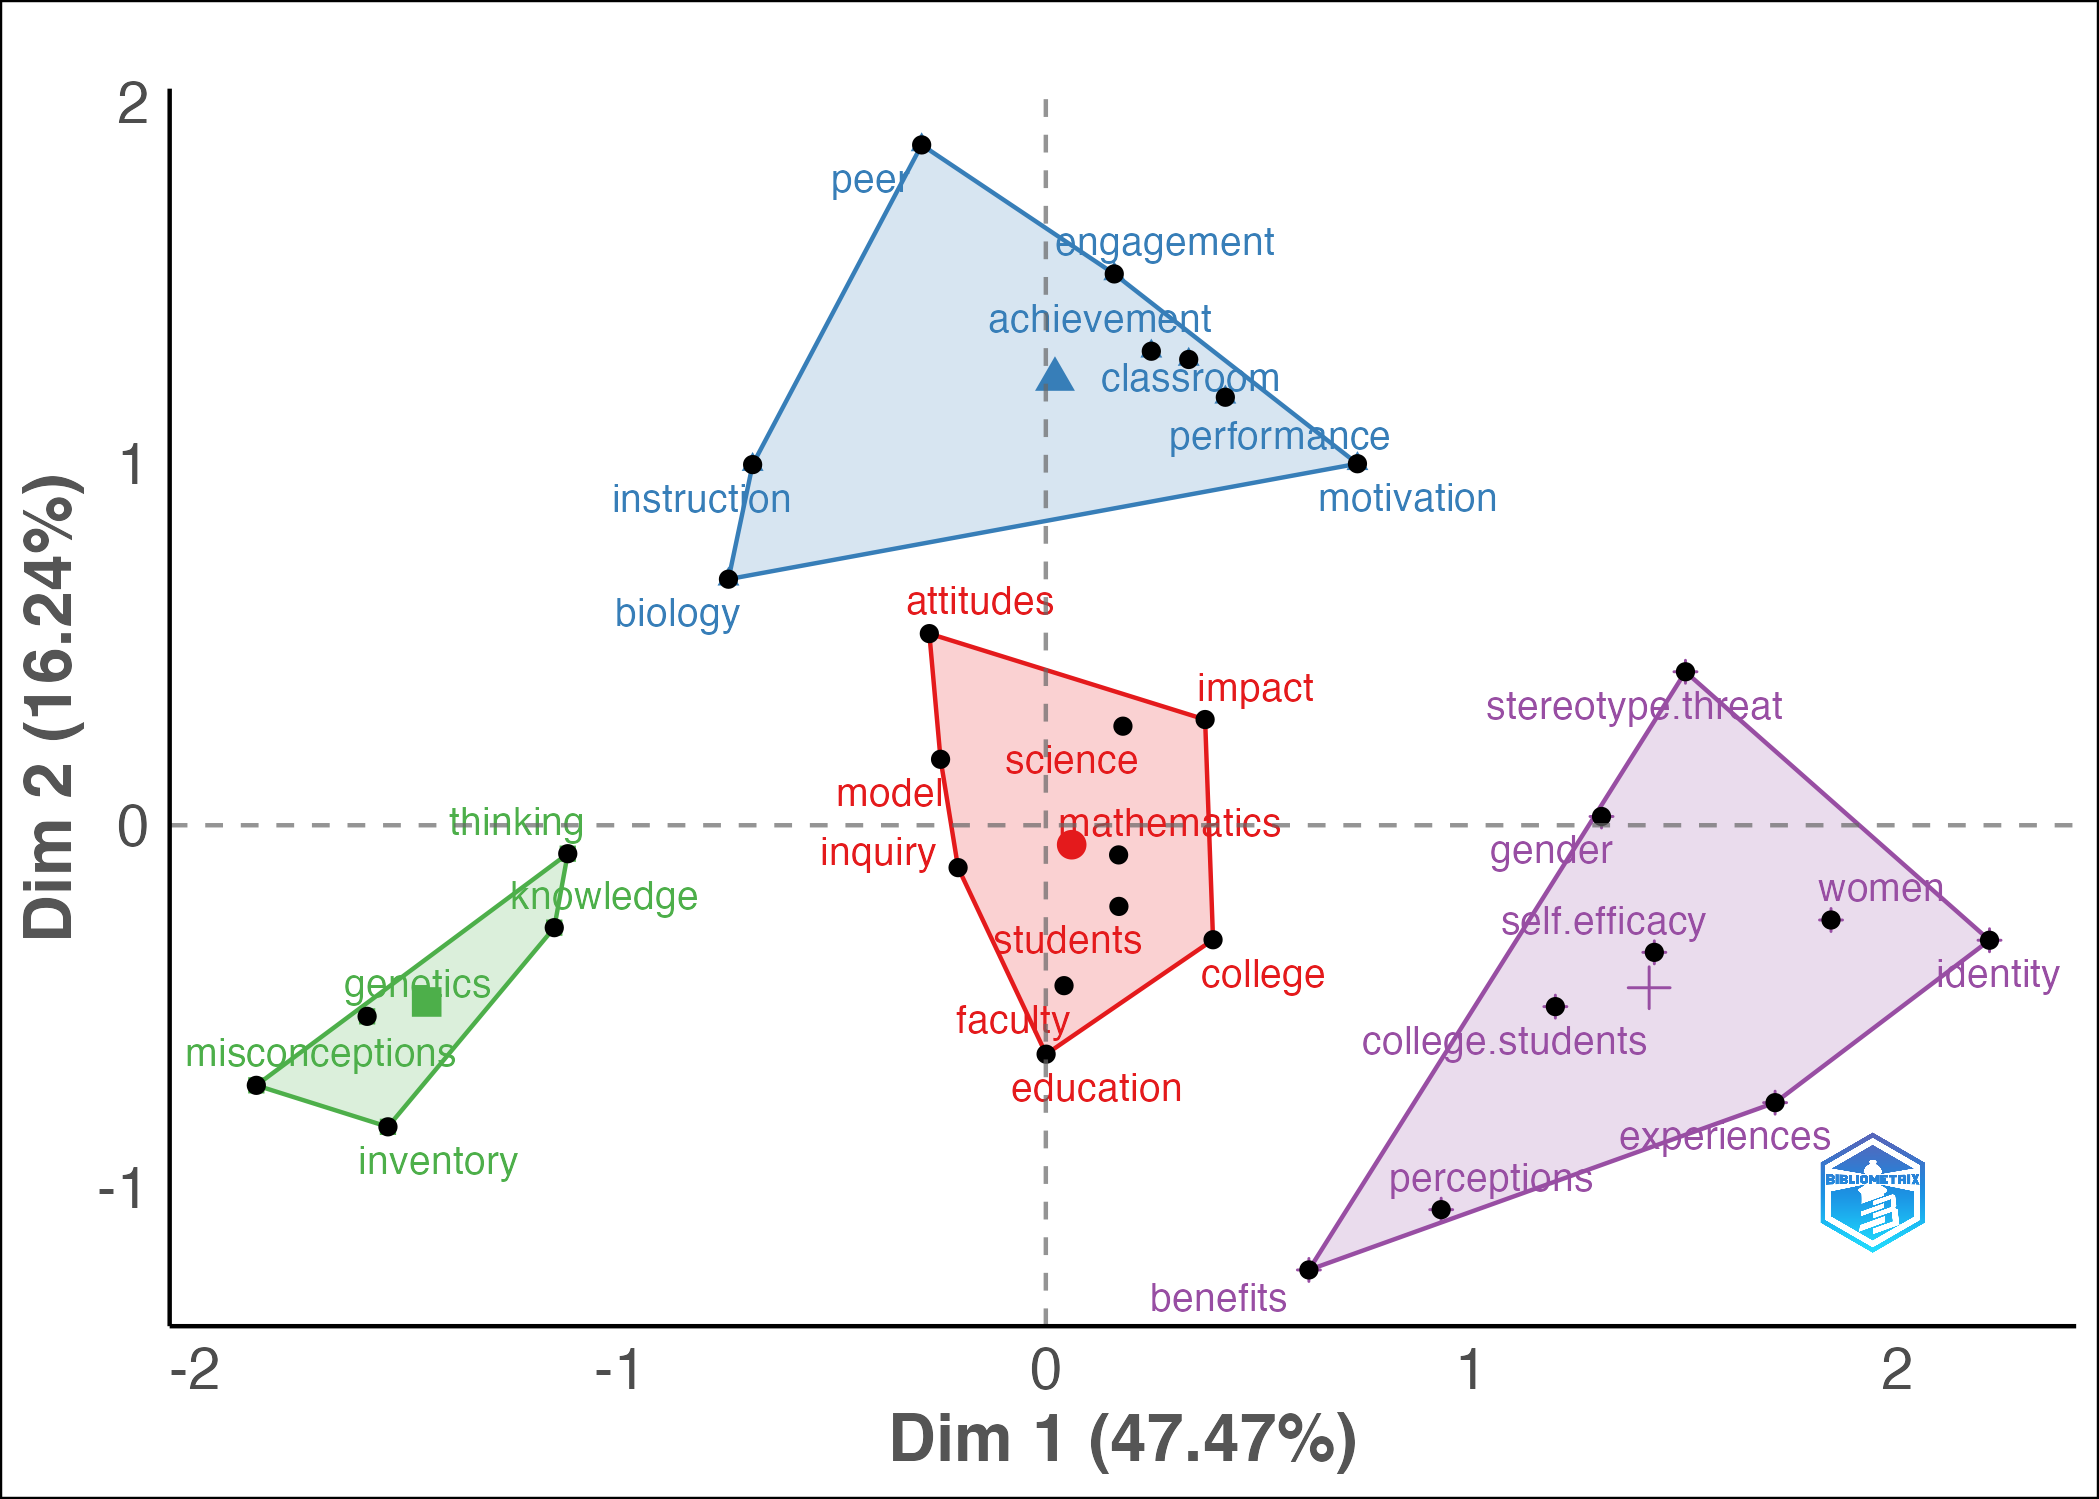 2
peer
engagement
achievement
classroom
performance
1
instruction
motivation
biology
attitudes
impact
stereotype.threat
science
model
thinking
mathematics
0
inquiry
gender
knowledge
women
self.efficacy
students
genetics
college
identity
faculty
misconceptions
college.students
education
experiences
inventory
perceptions
BIBLIOMETRIX
-1
benefits
Dim 2 (16.24%)
-2 -1 0 1 2
Dim 1 (47.47%)